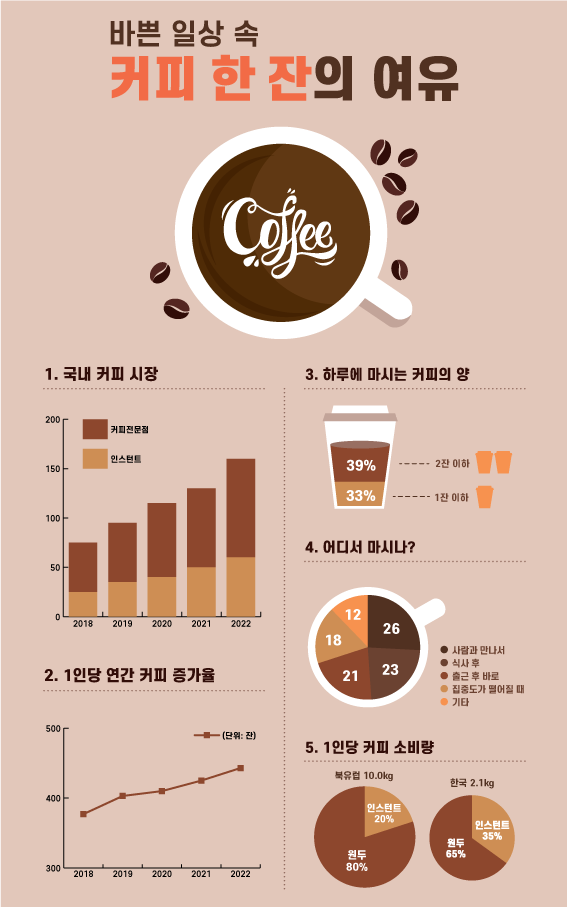 바쁜 일상 속
커피 한 잔의 여유
Coffee
1. 국내 커피 시장
200
150
100
50
0
커피전문점
인스턴트
2018 2019 2020 2021 2022
2. 1인당 연간 커피 증가율
500
400
300
(단위: 잔)
2018 2019 2020 2021 2022
3. 하루에 마시는 커피의 양
39%
2잔 이하
33%
1잔 이하
4. 어디서 마시나?
12
26
18
21
23
사람과 만나서
식사 후
출근 후 바로
집중도가 떨어질 때
기타
5. 1인당 커피 소비량
북유럽 10.0kg
인스턴트
20%
원두
80%
한국 2.1kg
인스턴트
35%
원두
65%